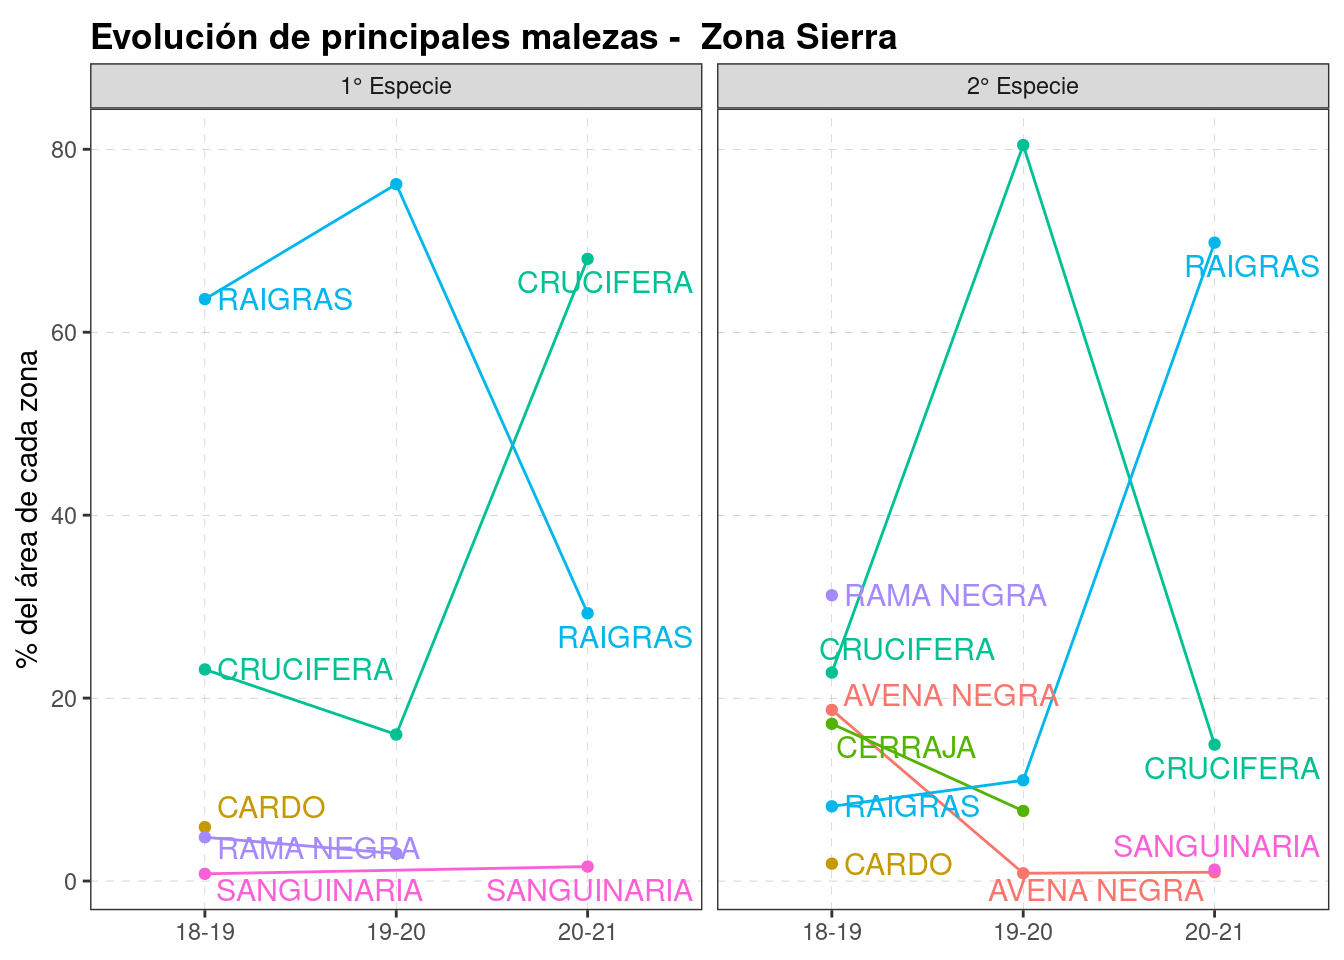 Evolución de principales malezas -  Zona Sierra
1° Especie
2° Especie
% del área de cada zona
80
60
40
20
0
RAIGRAS
CRUCIFERA
RAIGRAS
CRUCIFERA
CARDO
RAMA NEGRA
SANGUINARIA
SANGUINARIA
RAIGRAS
RAMA NEGRA
CRUCIFERA
AVENA NEGRA
CERRAJA
CRUCIFERA
RAIGRAS
SANGUINARIA
CARDO
AVENA NEGRA
18-19
19-20
20-21
18-19
19-20
20-21